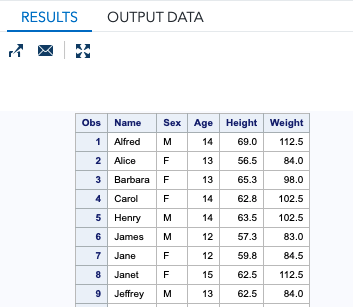 RESULTS OUTPUT DATA
Obs Name Sex Age Height Weight
1 Alfred M 14 69.0 112.5
2 Alice F 13 56.5 84.0
3 Barbara F 13 65.3 98.0
4 Carol F 14 62.8 102.5
5 Henry M 14 63.5 102.5
6 James M 12 57.3 83.0
7 Jane F 12 59.8 84.5
8 Janet F 15 62.5 112.5
9 Jeffrey M 13 62.5 84.0